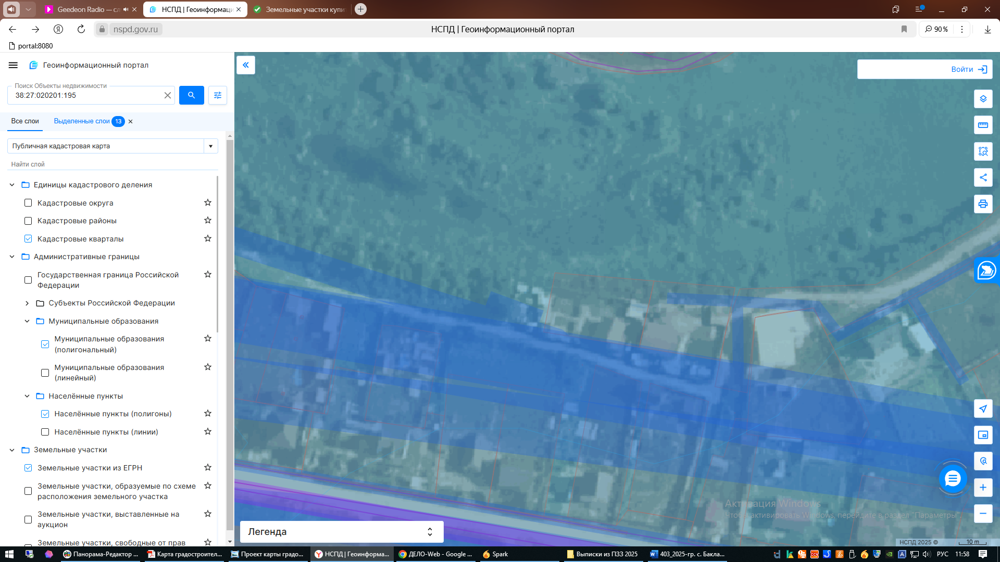 Geedeon Radio — сл
НСПД | Геоинформаци
Земельные участки купи
nspd.gov.ru
НСПД | Геоинформационный портал
90 %
portal:8080
Геоинформационный портал
Войти
Поиск Объекты недвижимости
38:27:020201:195
Все слои
Выделенные слои 13
Публичная кадастровая карта
Найти слой
Единицы кадастрового деления
Кадастровые округа
Кадастровые районы
Кадастровые кварталы
Административные границы
Государственная граница Российской
Федерации
Субъекты Российской Федерации
Муниципальные образования
Муниципальные образования
(полигональный)
Муниципальные образования
(линейный)
Населённые пункты
Населённые пункты (полигоны)
Населённые пункты (линии)
Земельные участки
Земельные участки из ЕГРН
Земельные участки, образуемые по схеме
расположения земельного участка
Земельные участки, выставленные на
аукцион
Земельные участки, свободные от прав
Легенда
Активация Windows
Чтобы активировать Windows, перейдите в раздел "Параметры".
НСПД 2025 ©
10 m
Панорама-Редактор ...
Карта градостроител...
Проект карты градо...
НСПД | Геоинформа...
ДЕЛО-Web - Google ...
Spark
Выписки из ПЗЗ 2025
403_2025-гр. с. Бакла...
РУС
11:58